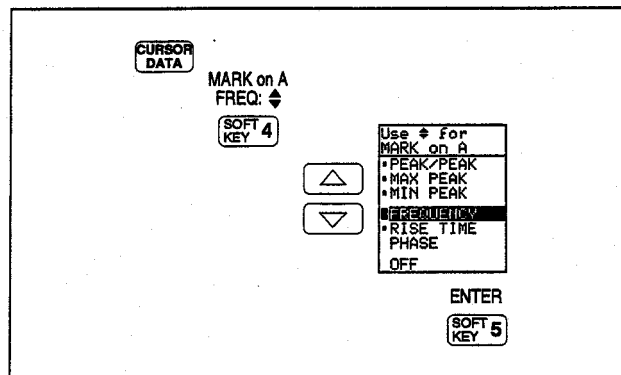 CURSOR
DATA
MARK on A
FREQ: ⬍
SOFT
KEY 4
Use ⬍ for
MARK on A
▪PEAK/PEAK
▪MAX PEAK
▪MIN PEAK
▪FREQUENCY
▪RISE TIME
PHASE
OFF
ENTER
SOFT
KEY 5